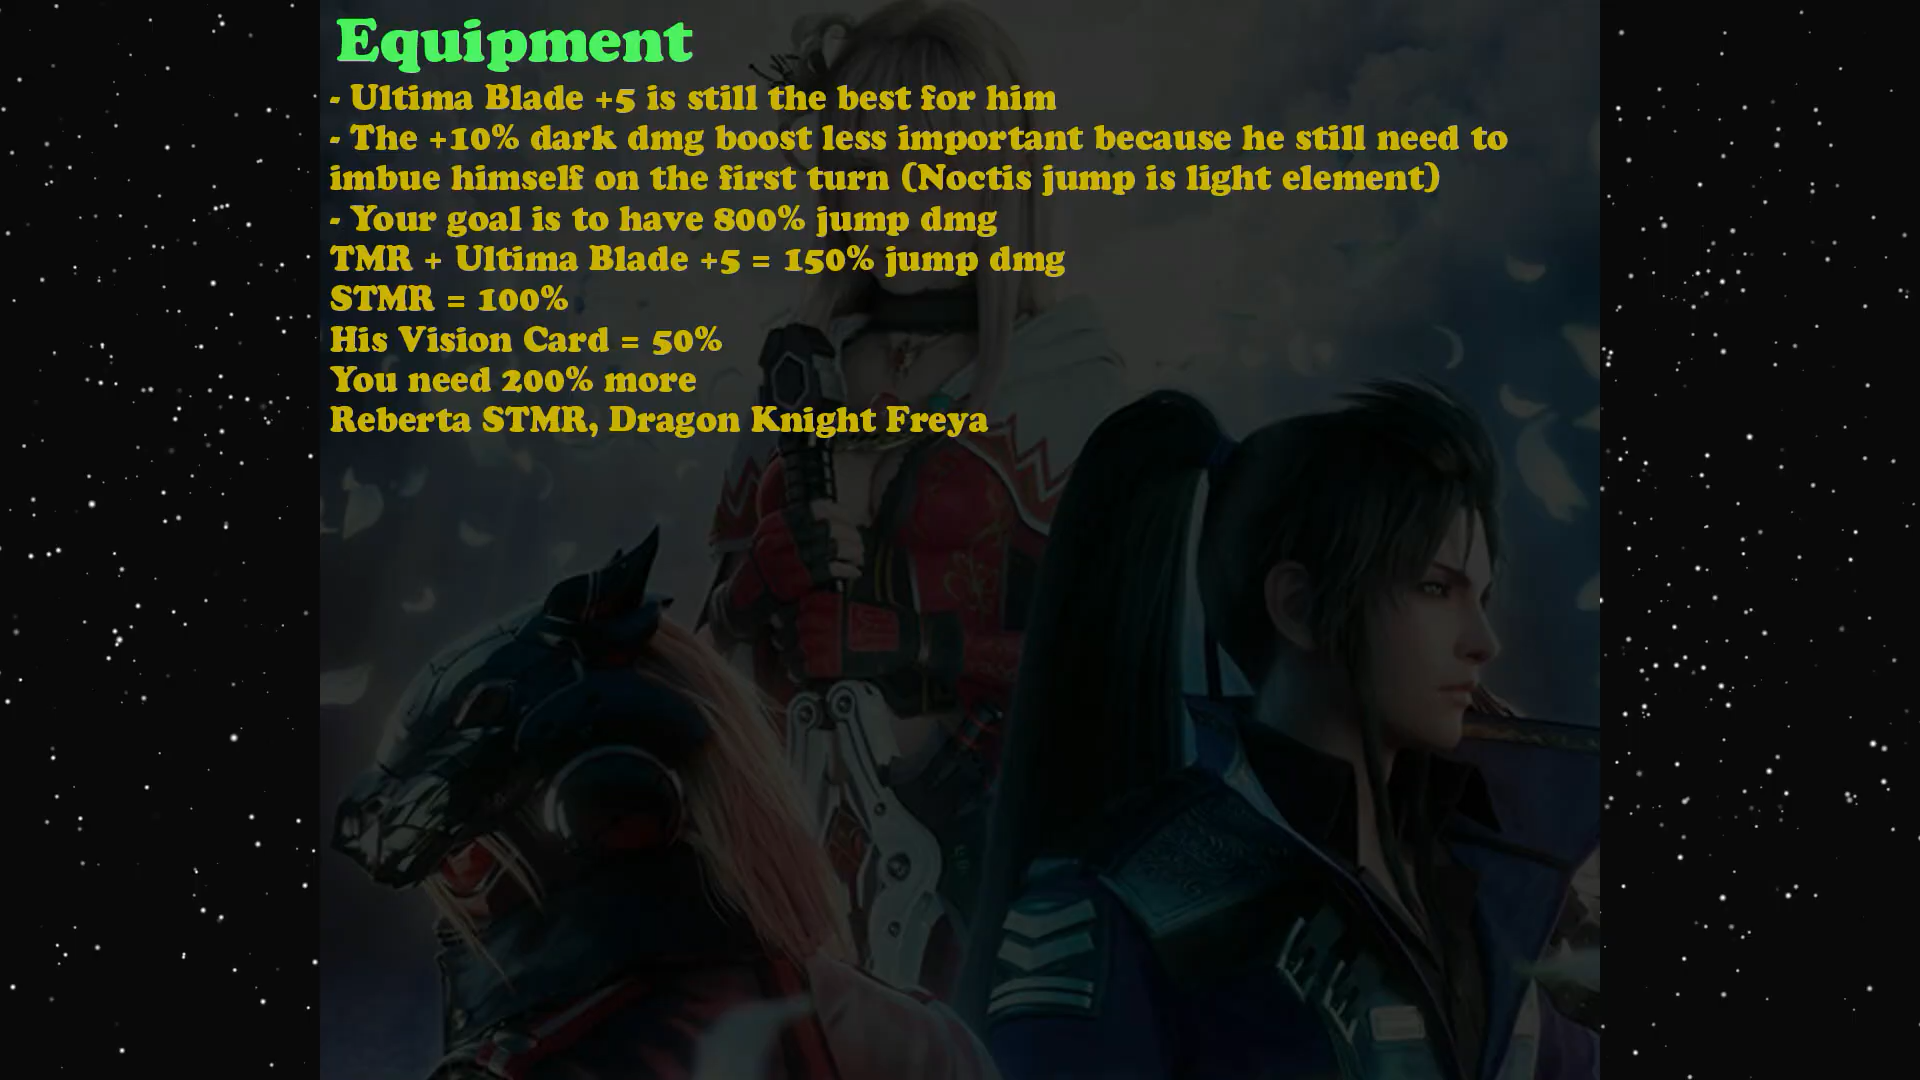 Equipment
- Ultima Blade +5 is still the best for him
- The +10% dark dmg boost less important because he still need to
imbue himself on the first turn (Noctis jump is light element)
- Your goal is to have 800% jump dmg
TMR + Ultima Blade +5 = 150% jump dmg
STMR = 100%
His Vision Card = 50%
You need 200% more
Reberta STMR, Dragon Knight Freya